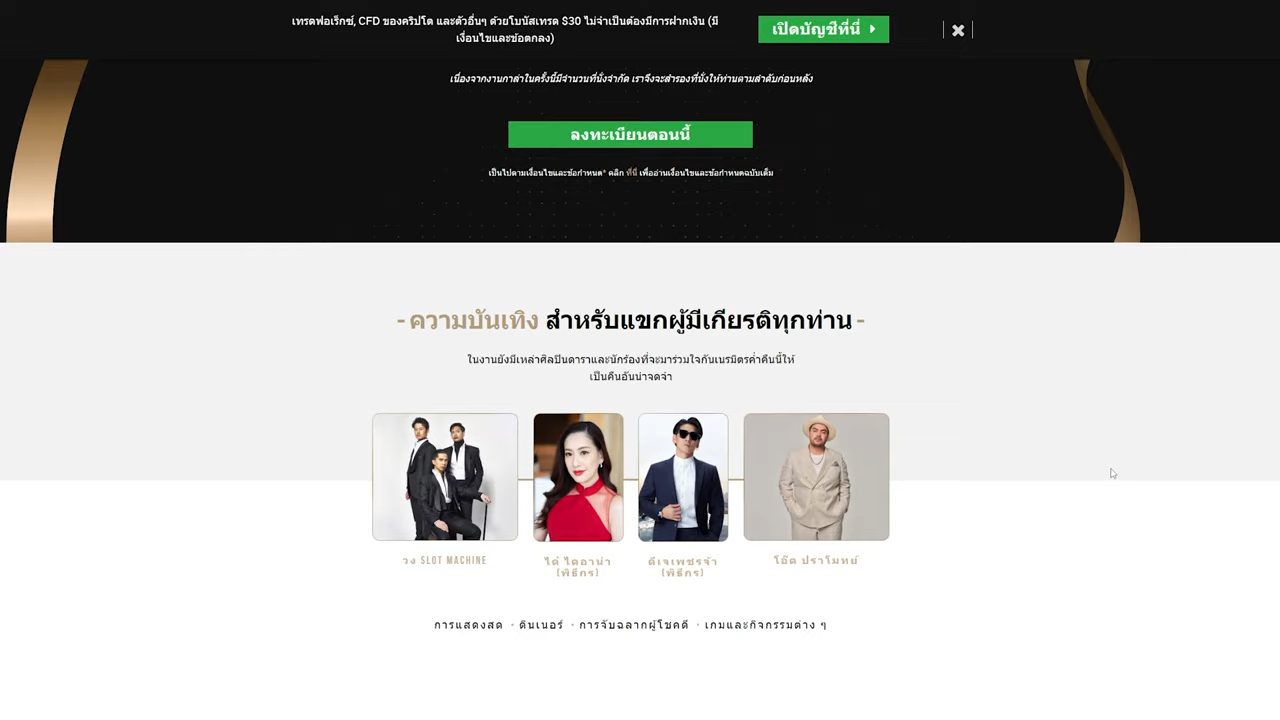 เทรดฟอเร็กซ์, CFD ของคริปโต และตัวอื่นๆ ด้วยโบนัสเทรด $30 ไม่จำเป็นต้องมีการฝากเงิน (มี
เงื่อนไขและข้อตกลง)
เปิดบัญชีที่นี่
เนื่องจากงานกาล่าในครั้งนี้มีจำนวนที่นั่งจำกัด เราจึงจะสำรองที่นั่งให้ท่านตามลำดับก่อนหลัง
ลงทะเบียนตอนนี้
เป็นไปตามเงื่อนไขและข้อกำหนด* คลิก ที่นี่ เพื่ออ่านเงื่อนไขและข้อกำหนดฉบับเต็ม
- ความบันเทิง สำหรับแขกผู้มีเกียรติทุกท่าน -
ในงานยังมีเหล่าศิลปินดาราและนักร้องที่จะมาร่วมใจกันเนรมิตรค่ำคืนนี้ให้
เป็นคืนอันน่าจดจำ
วง SLOT MACHINE
ได๋ ไดอาน่า
(พิธีกร)
ดีเจเพชรจ้า
(พิธีกร)
โอ๊ต ปราโมทย์
การแสดงสด • ดินเนอร์ • การจับฉลากผู้โชคดี • เกมและกิจกรรมต่าง ๆ